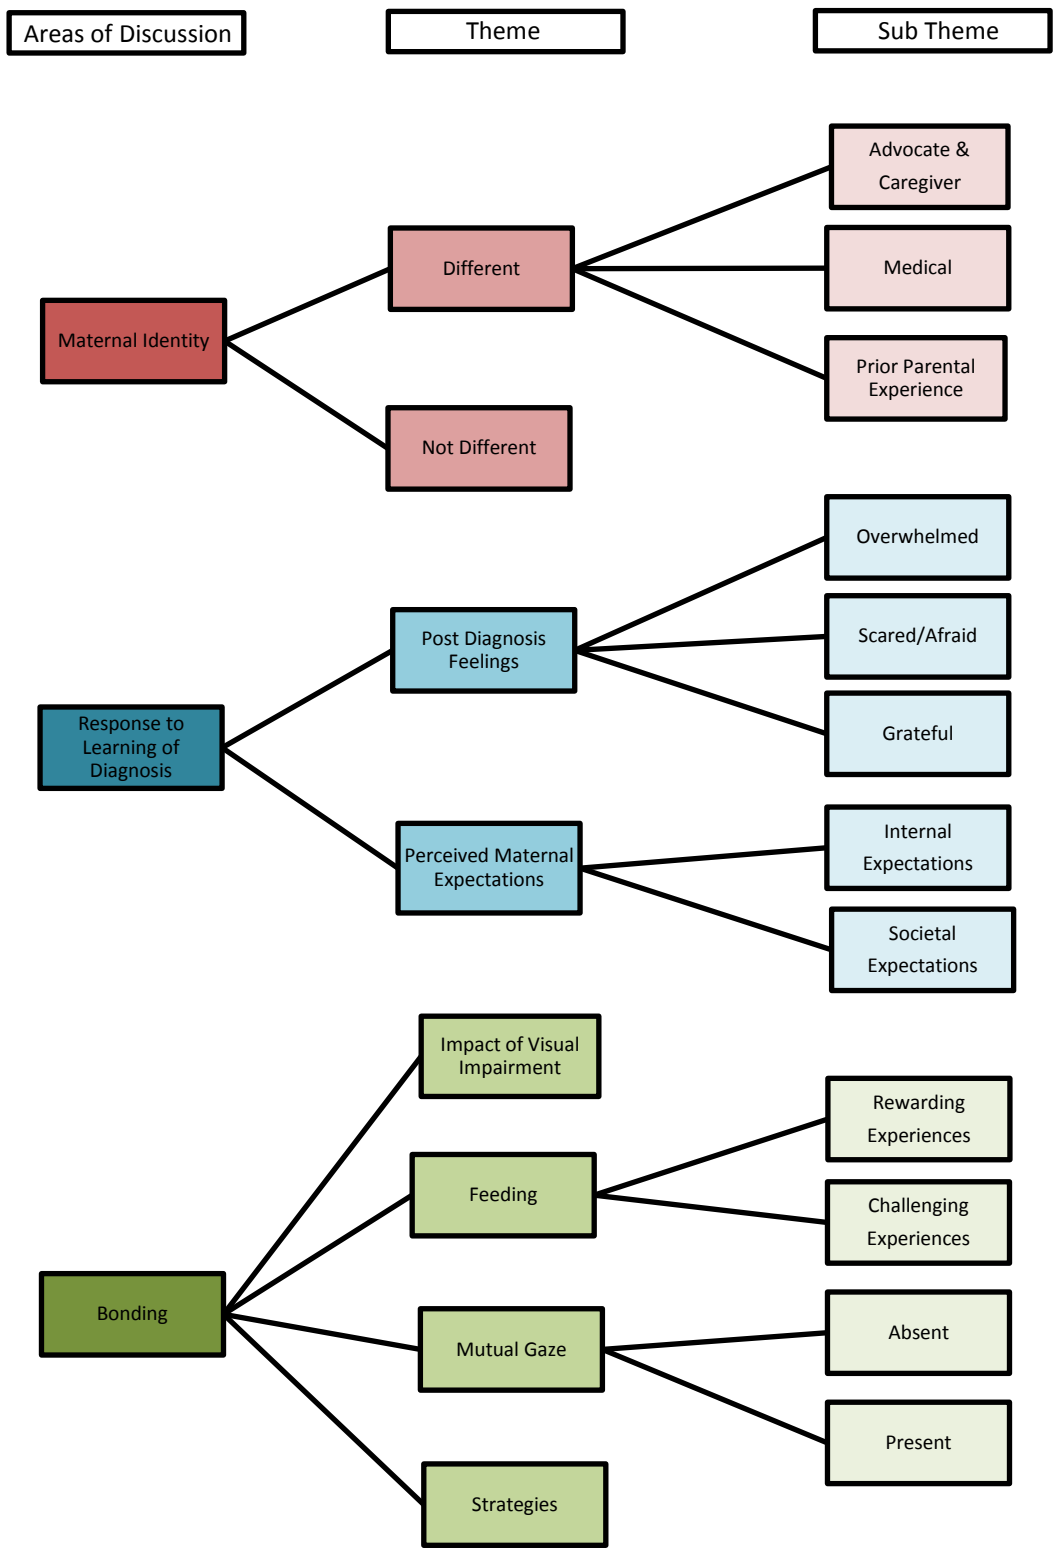 Areas of Discussion
Theme
Sub Theme
Maternal Identity
Different
Advocate &
Caregiver
Medical
Prior Parental
Experience
Not Different
Response to
Learning of
Diagnosis
Post Diagnosis
Feelings
Overwhelmed
Scared/Afraid
Grateful
Perceived Maternal
Expectations
Internal
Expectations
Societal
Expectations
Bonding
Impact of Visual
Impairment
Feeding
Rewarding
Experiences
Challenging
Experiences
Mutual Gaze
Absent
Present
Strategies